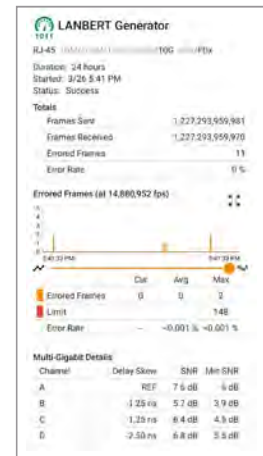 LANBERT Generator
RJ-45 10G FDx
Duration: 24 hours
Started: 3/26 5:41 PM
Status: Success
Totals
Frames Sent 1,227,293,959,981
Frames Received 1,227,293,959,970
Errored Frames 11
Error Rate 0 %
Errored Frames (at 14,880,952 fps)
5:41:33 PM 5:41:33 PM
Cur Avg Max
Errored Frames 0 0
Limit 148
Error Rate - <0.001 % <0.001 %
Multi-Gigabit Details
Channel Delay Skew SNR Min SNR
A REF 7.6 dB 6 dB
B -1.25 ns 5.7 dB 3.9 dB
C 1.25 ns 6.4 dB 4.5 dB
D -2.50 ns 6.8 dB 5.5 dB